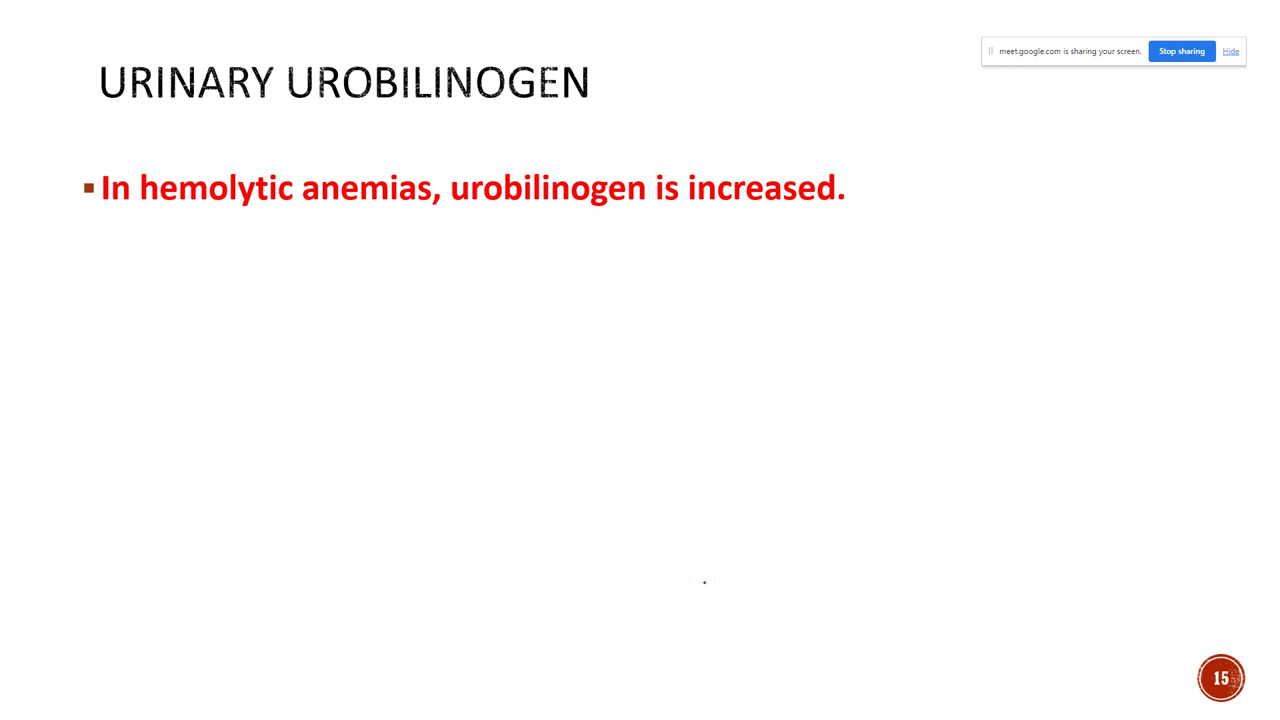 meet.google.com is sharing your screen. Stop sharing Hide
URINARY UROBILINOGEN
In hemolytic anemias, urobilinogen is increased.
15